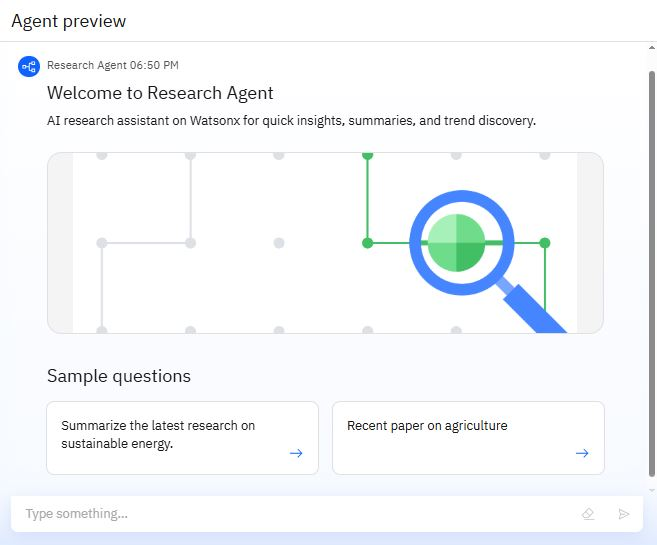 Agent preview
Research Agent 06:50 PM
Welcome to Research Agent
AI research assistant on Watsonx for quick insights, summaries, and trend discovery.
Sample questions
Summarize the latest research on
sustainable energy.
Recent paper on agriculture
Type something...